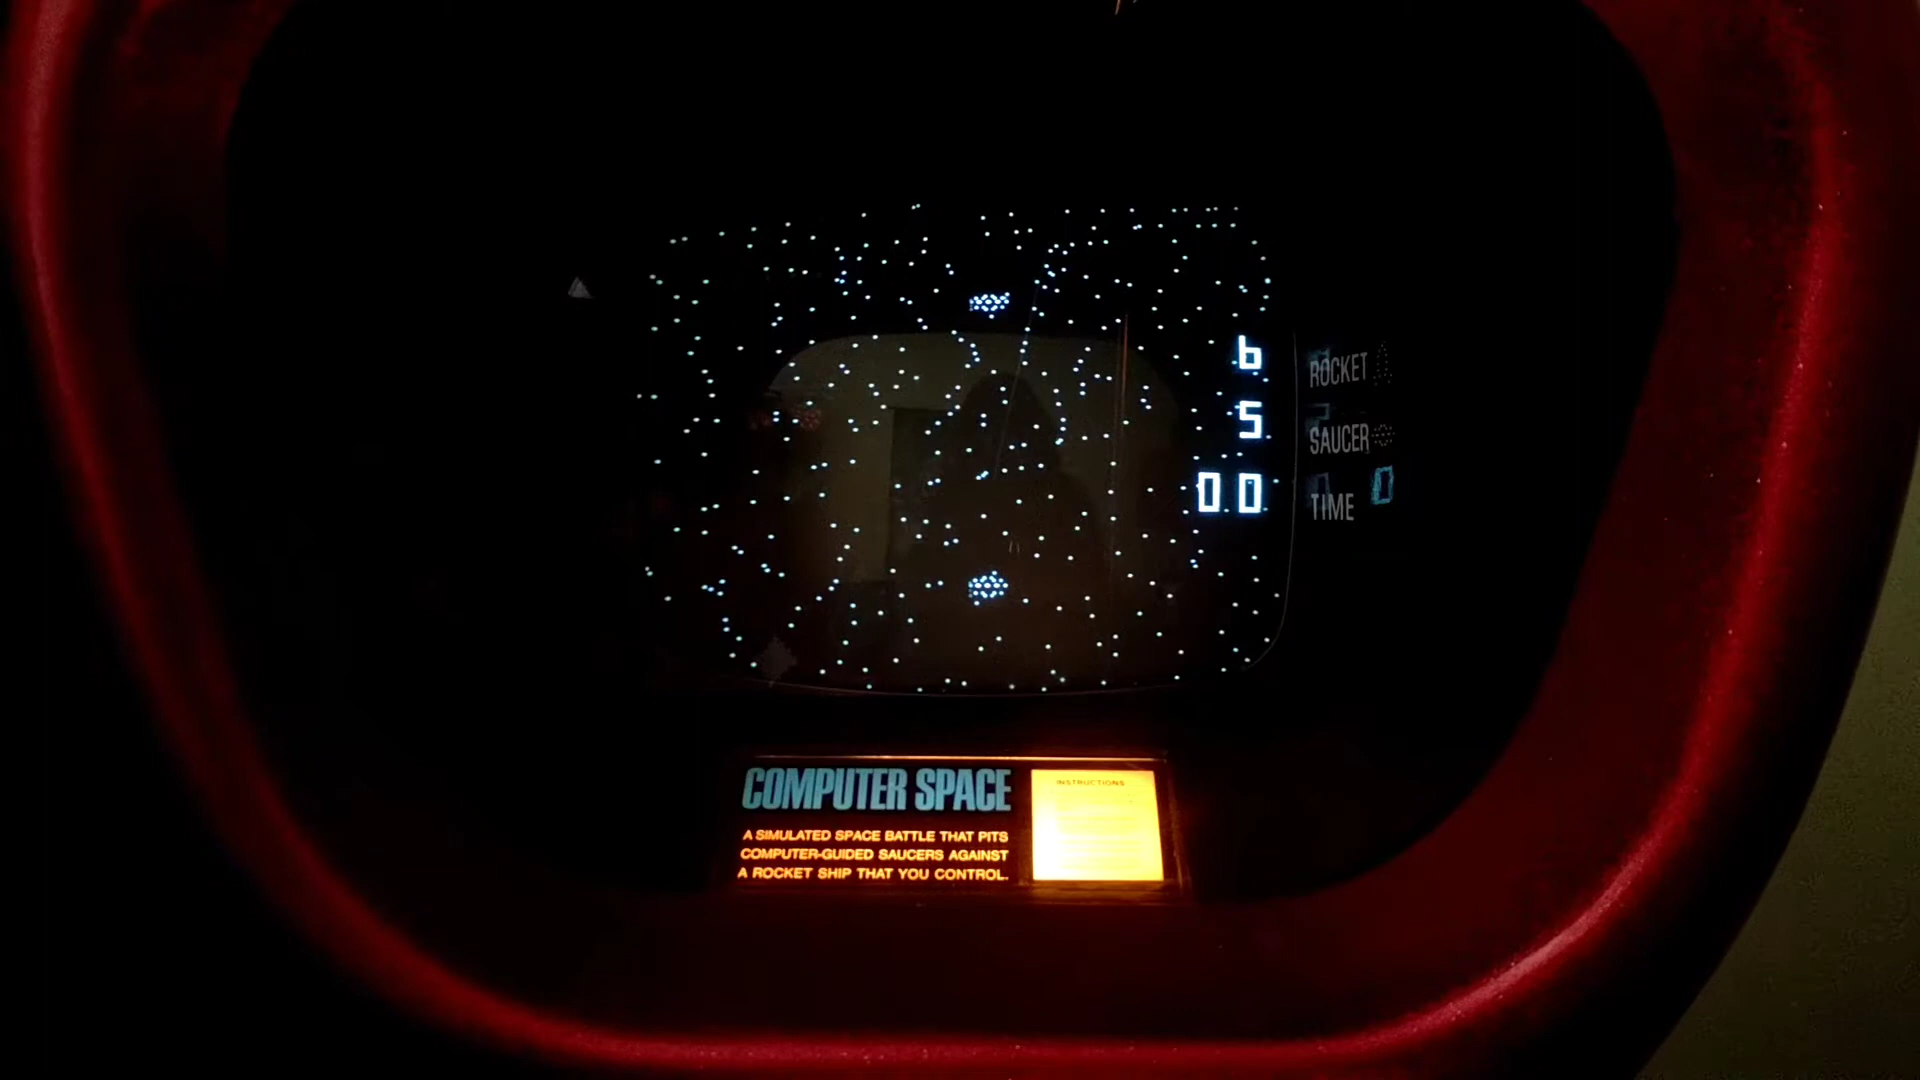 6
ROCKET
5
SAUCER
00
TIME
COMPUTER SPACE
INSTRUCTIONS
A SIMULATED SPACE BATTLE THAT PITS
COMPUTER-GUIDED SAUCERS AGAINST
A ROCKET SHIP THAT YOU CONTROL.